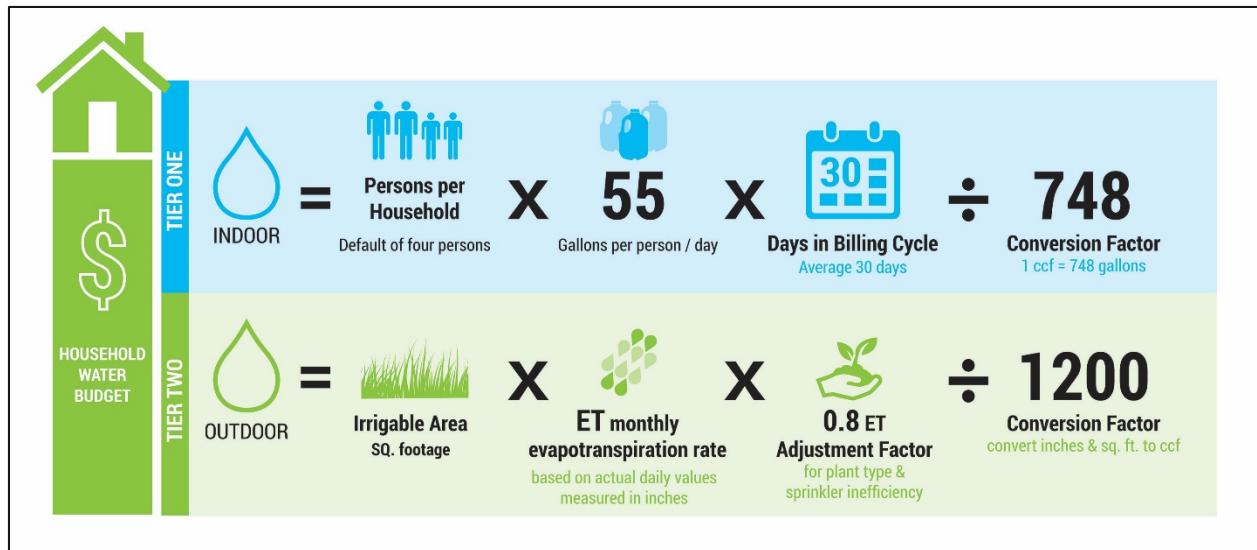 TIER ONE
INDOOR
=
Persons per
Household
Default of four persons
X
55
Gallons per person / day
X
30
Days in Billing Cycle
Average 30 days
÷
748
Conversion Factor
1 ccf = 748 gallons
$
HOUSEHOLD
WATER
BUDGET
TIER TWO
OUTDOOR
=
Irrigable Area
SQ. footage
X
ET monthly
evapotranspiration rate
based on actual daily values
measured in inches
X
0.8 ET
Adjustment Factor
for plant type &
sprinkler inefficiency
÷
1200
Conversion Factor
convert inches & sq. ft. to ccf